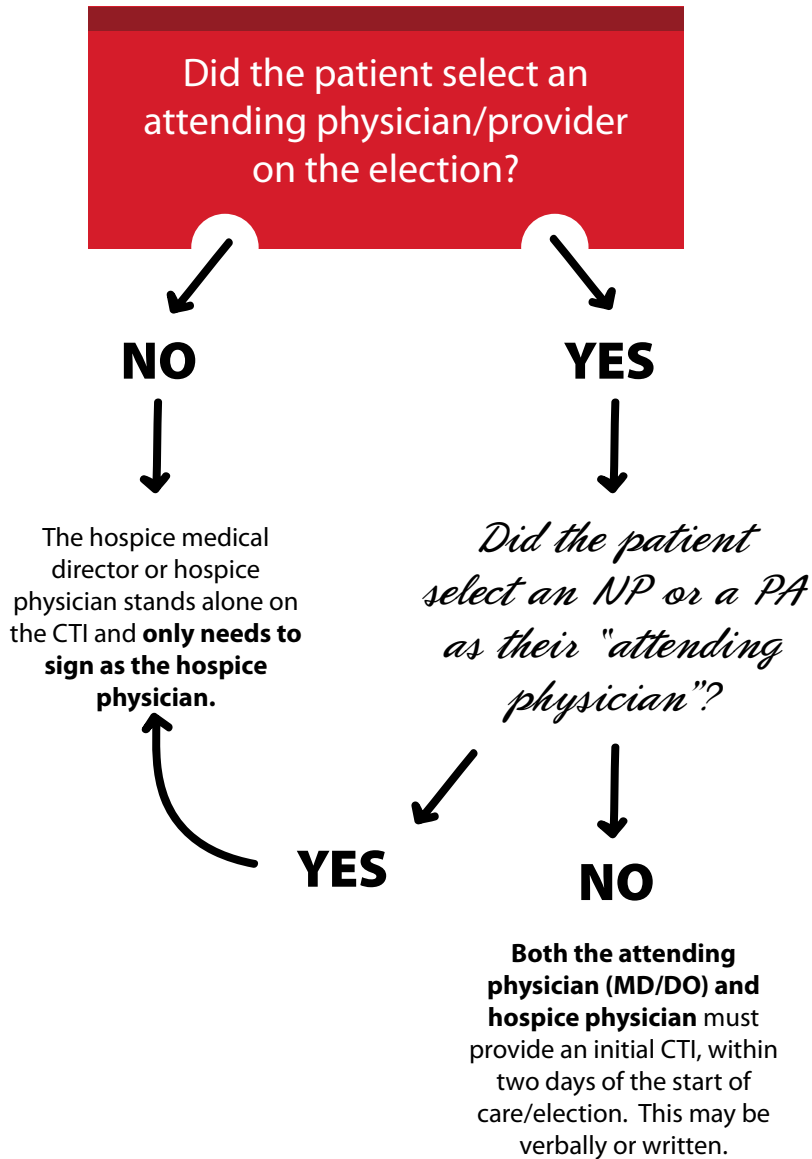 Did the patient select an
attending physician/provider
on the election?
NO
YES
The hospice medical
director or hospice
physician stands alone on
the CTI and only needs to
sign as the hospice
physician.
Did the patient
select an NP or a PA
as their “attending
physician”?
YES
NO
Both the attending
physician (MD/DO) and
hospice physician must
provide an initial CTI, within
two days of the start of
care/election. This may be
verbally or written.